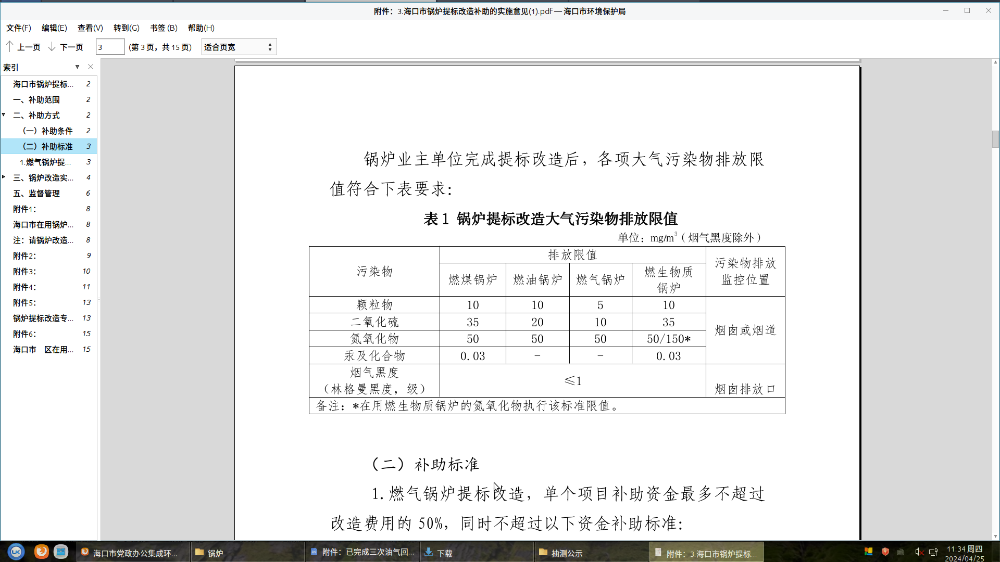 附件：3.海口市锅炉提标改造补助的实施意见(1).pdf — 海口市环境保护局
文件(F) 编辑(E) 查看(V) 转到(G) 书签(B) 帮助(H)
上一页 下一页 3 (第 3 页，共 15 页) 适合页宽
索引
海口市锅炉提标... 2
一、补助范围 2
二、补助方式 2
（一）补助条件 2
（二）补助标准 3
1.燃气锅炉提... 3
三、锅炉改造实... 4
五、监督管理 6
附件1： 8
海口市在用锅炉... 8
注：请锅炉改造... 8
附件2： 9
附件3： 10
附件4： 11
附件5： 13
锅炉提标改造专... 13
附件6： 15
海口市 区在用... 15
锅炉业主单位完成提标改造后，各项大气污染物排放限
值符合下表要求：
表 1 锅炉提标改造大气污染物排放限值
单位：mg/m³（烟气黑度除外）
污染物 排放限值 污染物排放监控位置
燃煤锅炉 燃油锅炉 燃气锅炉 燃生物质锅炉
颗粒物 10 10 5 10 烟囱或烟道
二氧化硫 35 20 10 35
氮氧化物 50 50 50 50/150*
汞及化合物 0.03 - - 0.03
烟气黑度
（林格曼黑度，级） ≤1 烟囱排放口
备注：*在用燃生物质锅炉的氮氧化物执行该标准限值。
（二）补助标准
1.燃气锅炉提标改造，单个项目补助资金最多不超过
改造费用的 50%，同时不超过以下资金补助标准：
海口市党政办公集成环... 锅炉 附件：已完成三次油气回... 下载 抽测公示 附件：3.海口市锅炉提标... 11:34 周四
2024/04/25